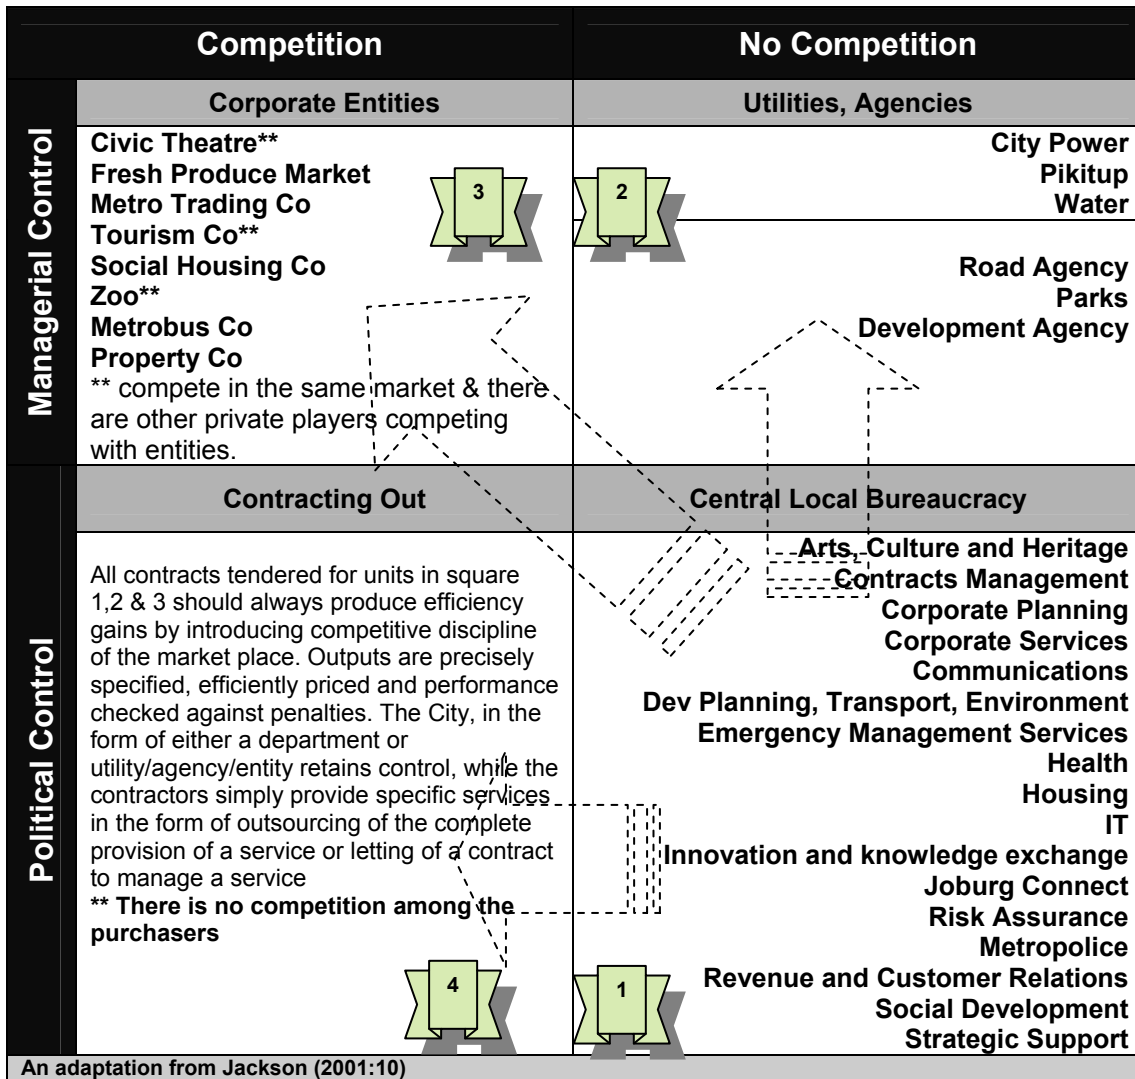 Competition
No Competition
Managerial Control
Corporate Entities
Civic Theatre**
Fresh Produce Market
Metro Trading Co
Tourism Co**
Social Housing Co
Zoo**
Metrobus Co
Property Co
** compete in the same market & there
are other private players competing
with entities.
3
Utilities, Agencies
2
City Power
Pikitup
Water
Road Agency
Parks
Development Agency
Political Control
Contracting Out
All contracts tendered for units in square
1,2 & 3 should always produce efficiency
gains by introducing competitive discipline
of the market place. Outputs are precisely
specified, efficiently priced and performance
checked against penalties. The City, in the
form of either a department or
utility/agency/entity retains control, while the
contractors simply provide specific services
in the form of outsourcing of the complete
provision of a service or letting of a contract
to manage a service
** There is no competition among the
purchasers
4
Central Local Bureaucracy
Arts, Culture and Heritage
Contracts Management
Corporate Planning
Corporate Services
Communications
Dev Planning, Transport, Environment
Emergency Management Services
Health
Housing
IT
Innovation and knowledge exchange
Joburg Connect
Risk Assurance
Metropolice
Revenue and Customer Relations
Social Development
Strategic Support
1
An adaptation from Jackson (2001:10)